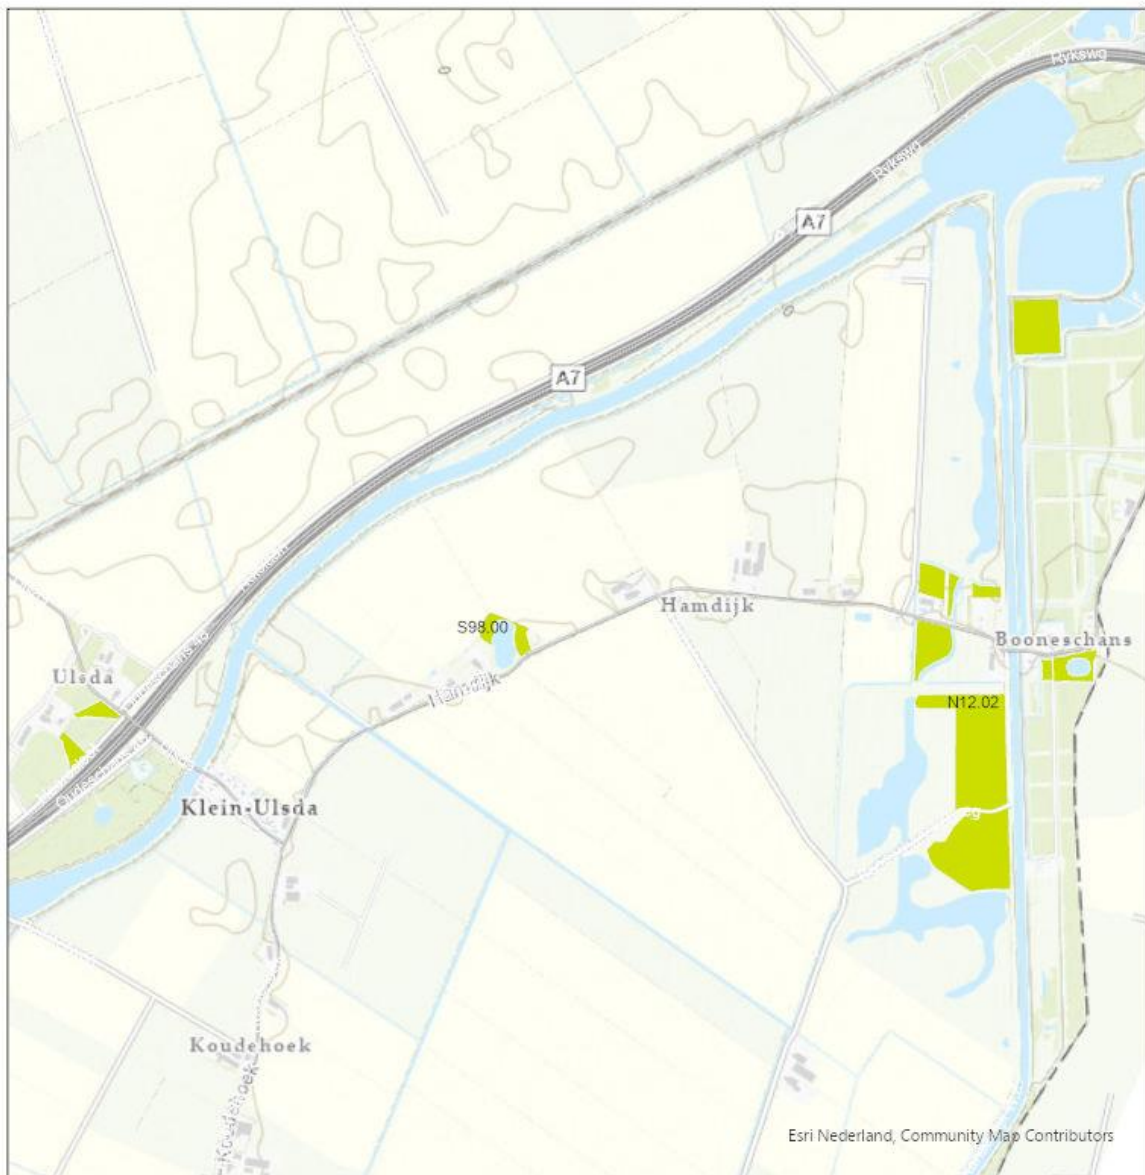 Rykswg
Rykswg
A7
A7
Hamdijk
S98.00
Booneschans
Ulsda
Hamdijk
N12.02
Klein-Ulsda
Koudehoek
Koudehoek
Esri Nederland, Community Map Contributors